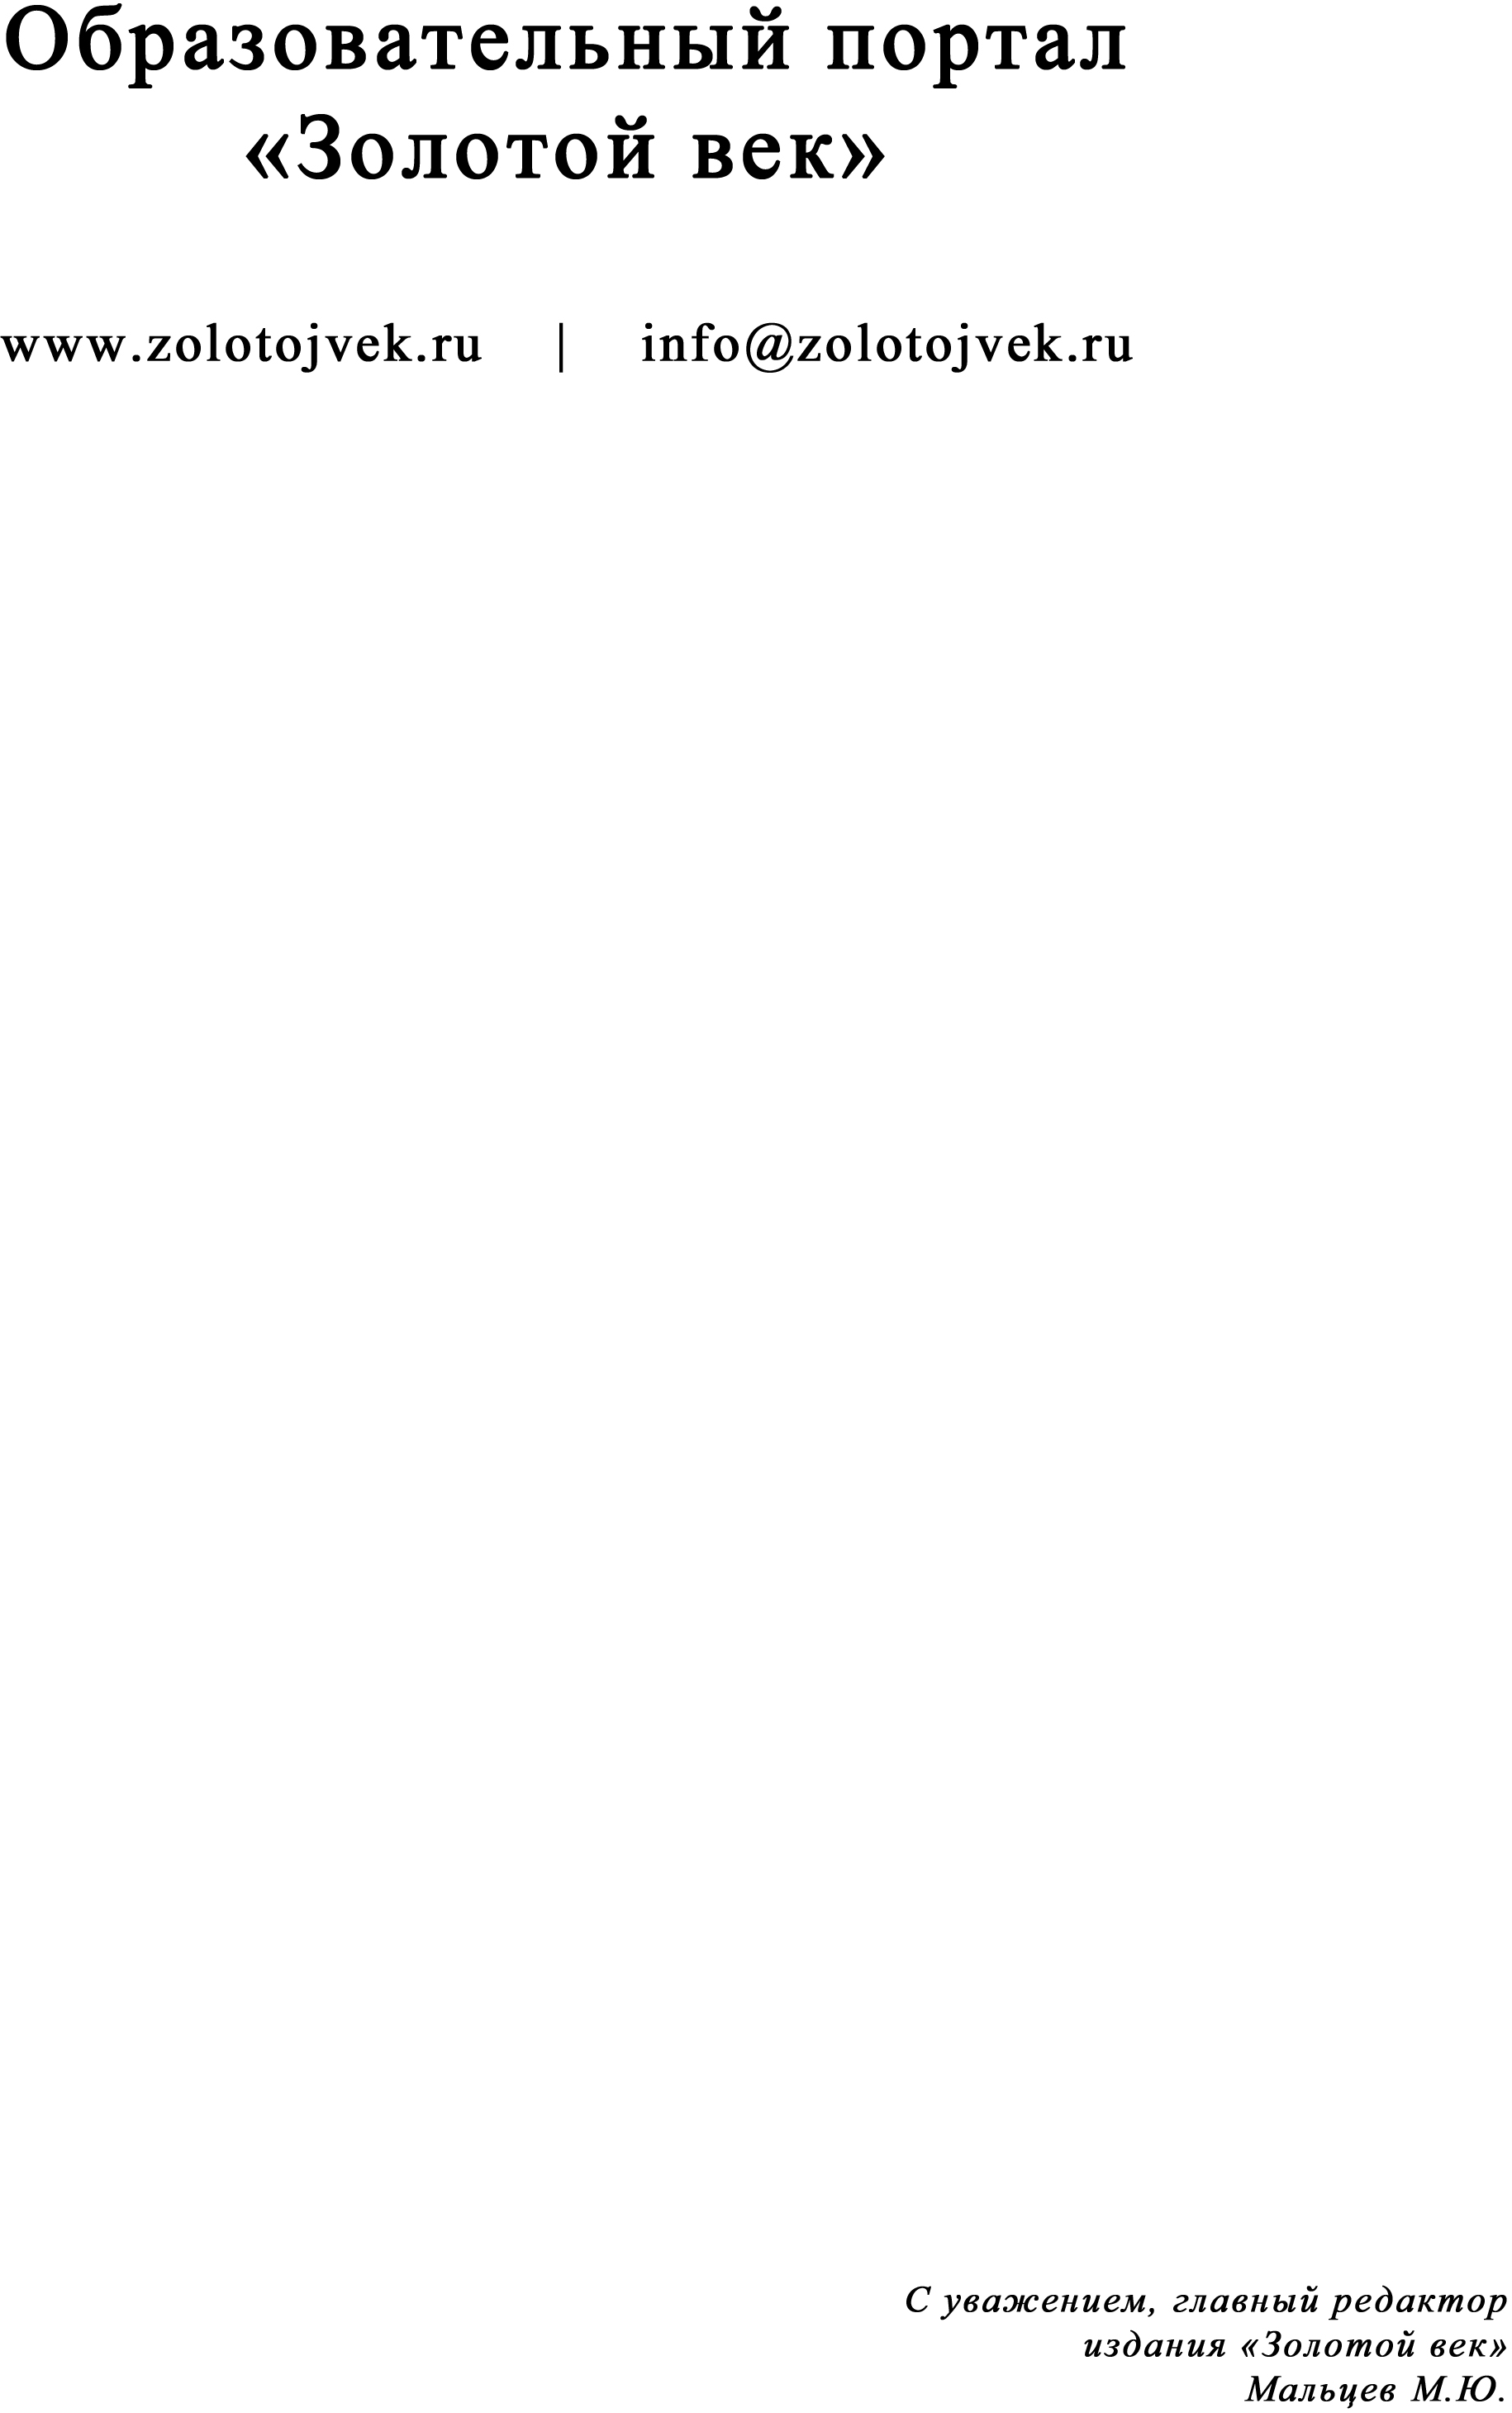 Образовательный портал
«Золотой век»
www.zolotojvek.ru | info@zolotojvek.ru
С уважением, главный редактор
издания «Золотой век»
Мальцев М.Ю.